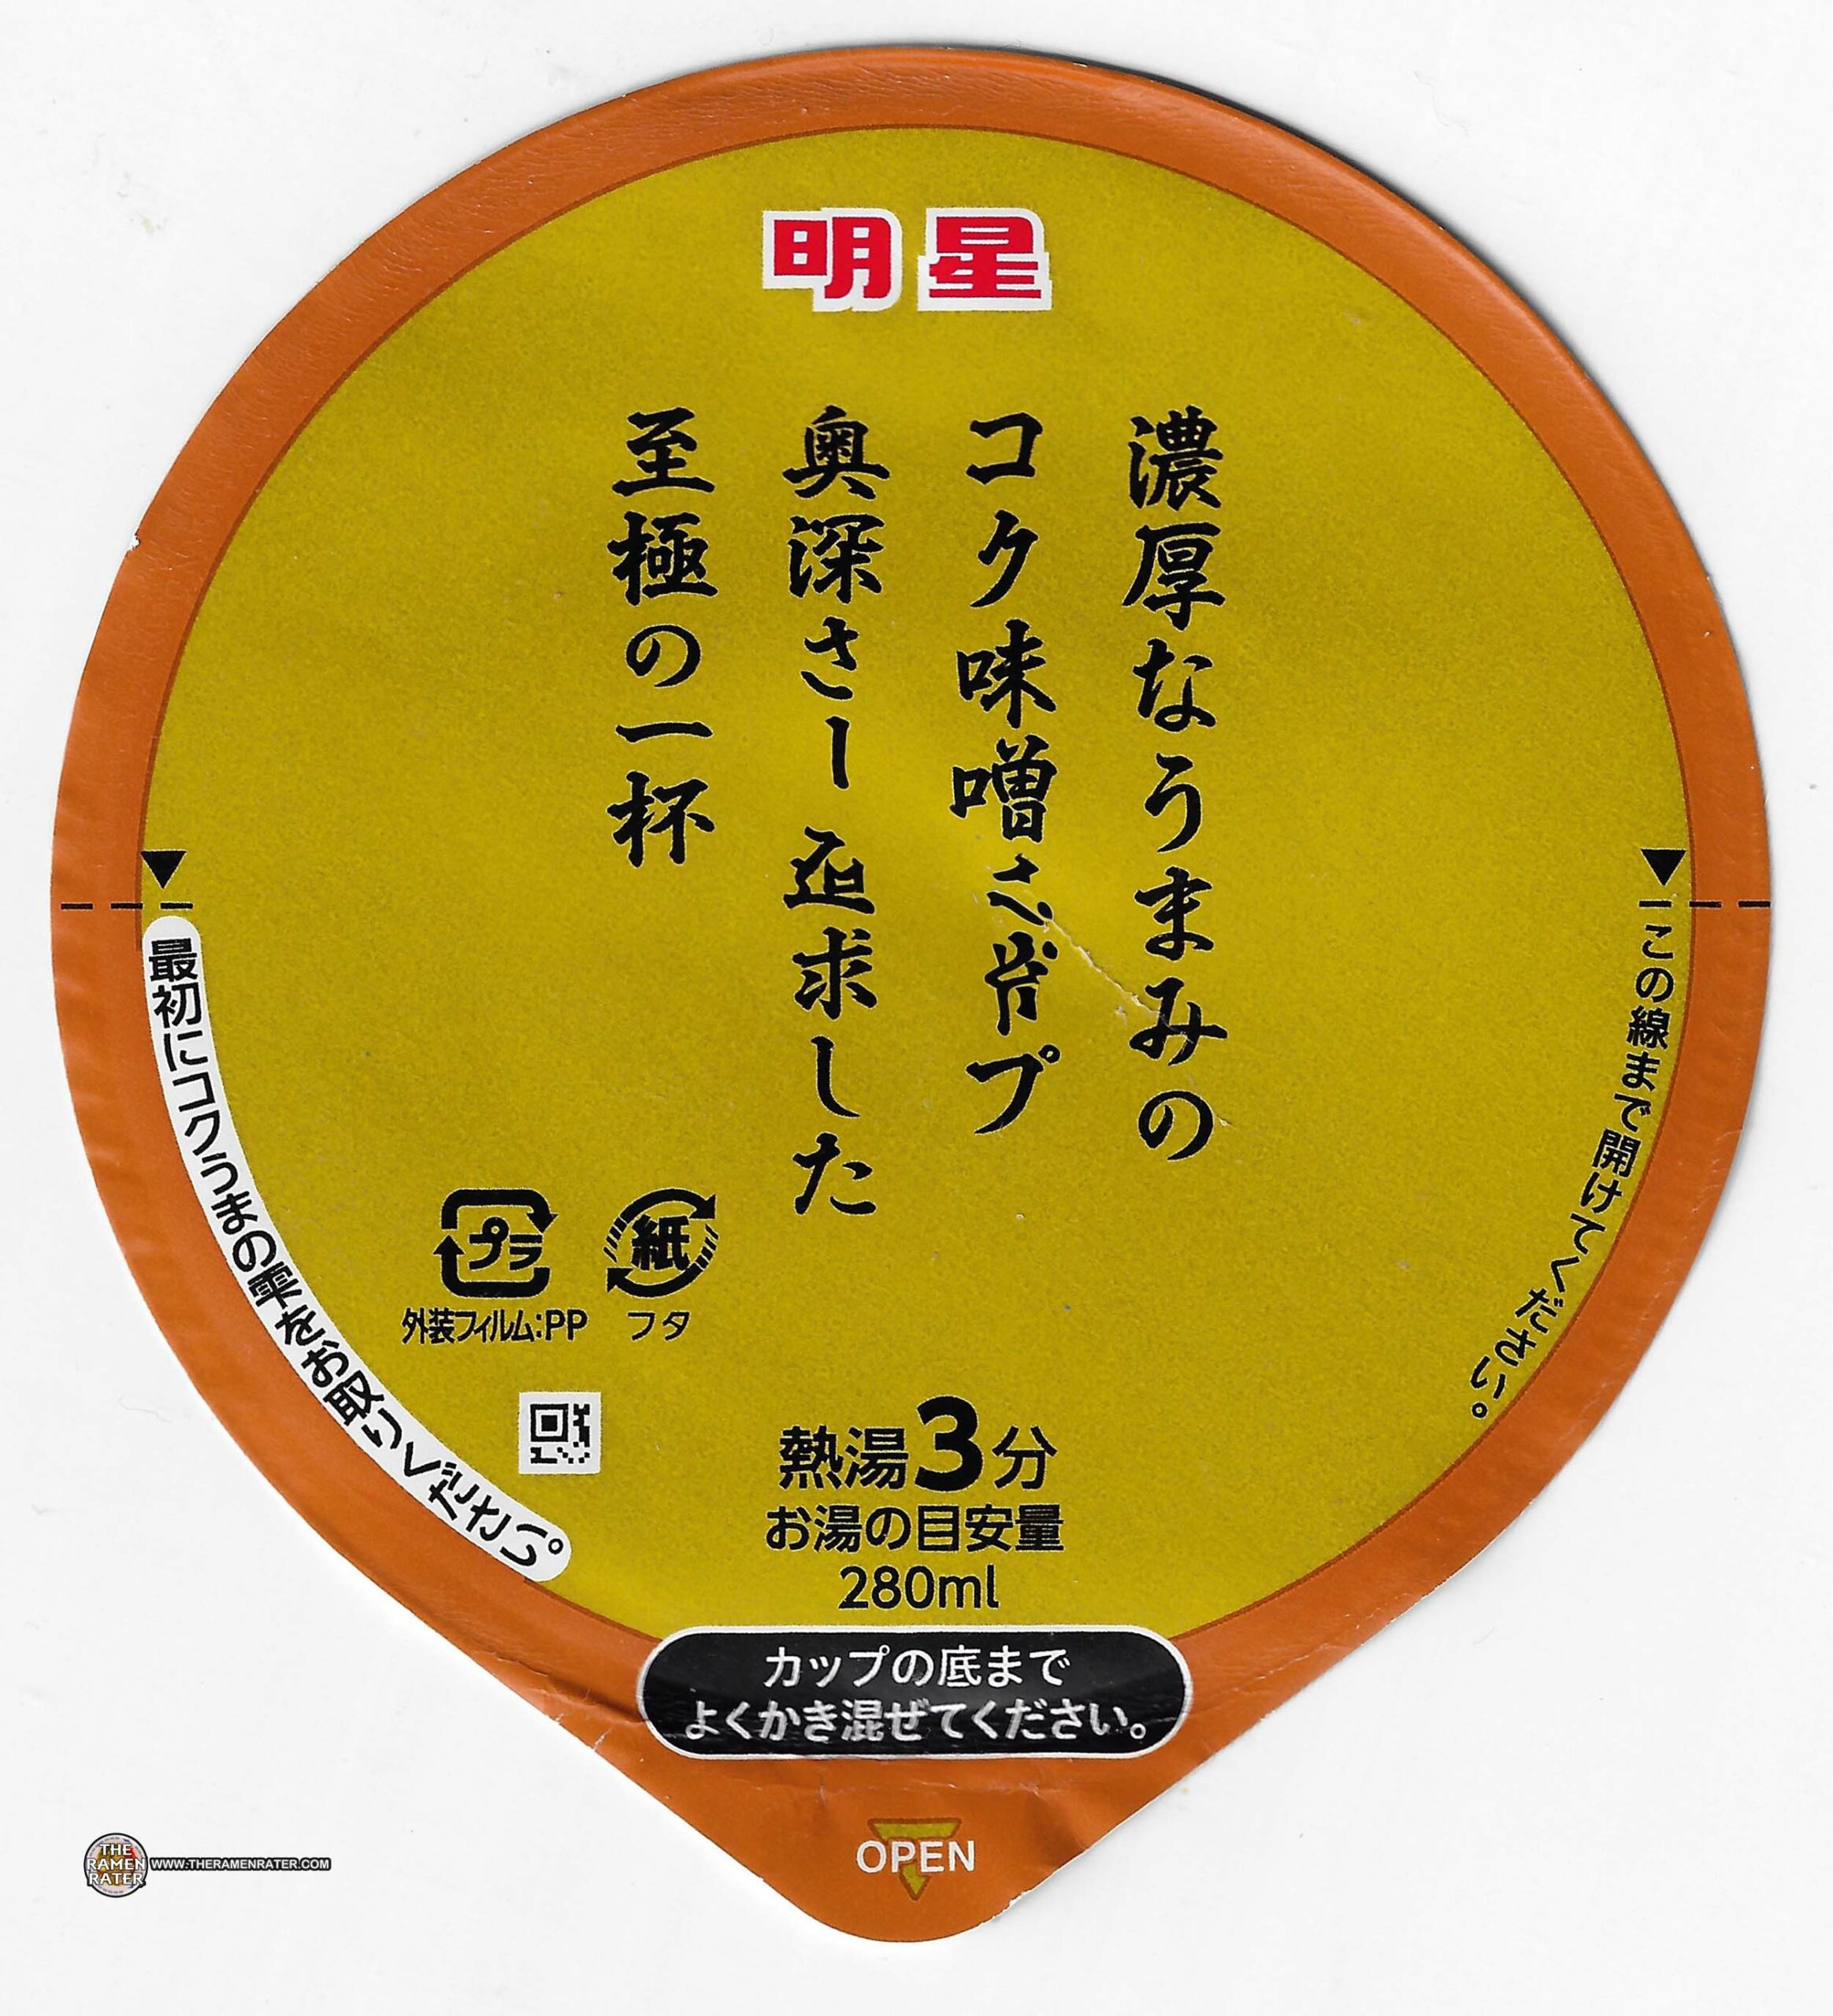 明星
濃厚なうまみの
コク味噌 プ
奥深さー 求した
至極の一杯
この線まで開けてください。
最初にコクうまの雫をお取りください。
プラ
紙
外装フィルム:PP
フタ
熱湯3分
お湯の目安量
280ml
カップの底まで
よくかき混ぜてください。
OPEN
THE
RAMEN
RATER
WWW.THERAMENRATER.COM